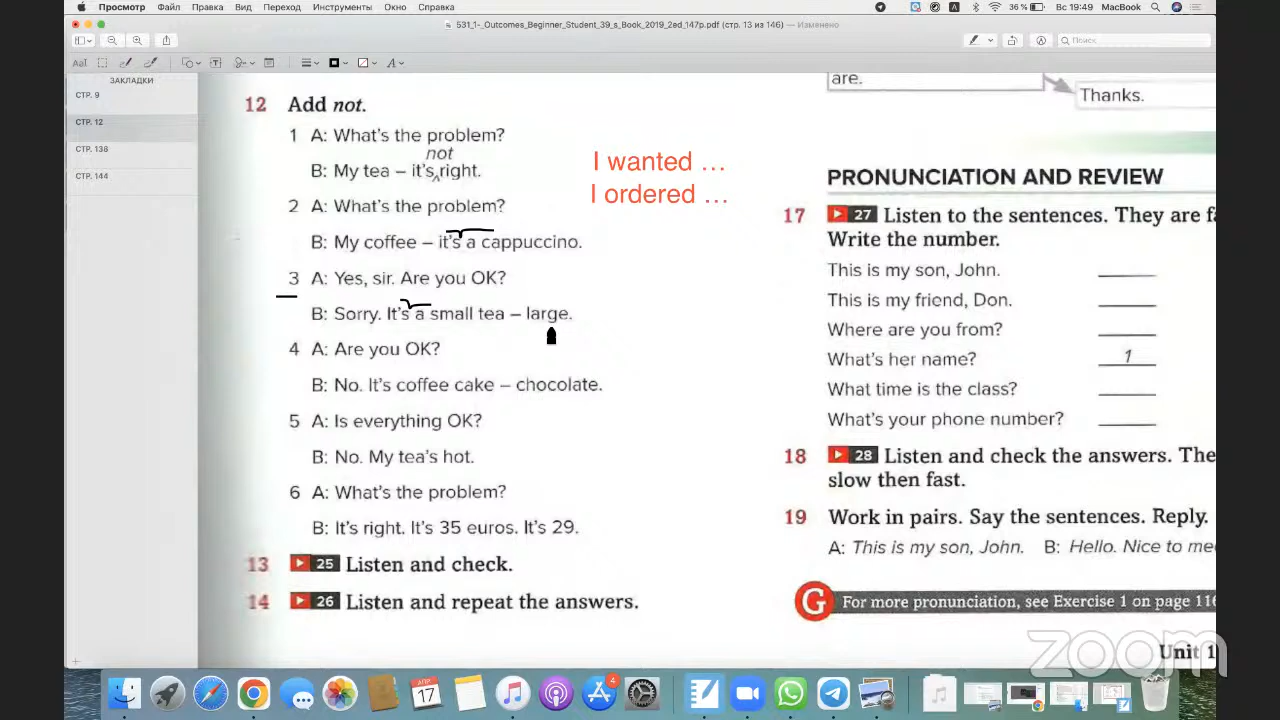 Просмотр Файл Правка Вид Переход Инструменты Окно Справка
36 % Вс 19:49 MacBook
531_1-_Outcomes_Beginner_Student_39_s_Book_2019_2ed_147p.pdf (стр. 13 из 146) — Изменено
Поиск
ЗАКЛАДКИ
СТР. 9
СТР. 12
СТР. 138
СТР. 144
12 Add not.
1 A: What's the problem?
not
B: My tea – it's right.
2 A: What's the problem?
B: My coffee – it's a cappuccino.
3 A: Yes, sir. Are you OK?
B: Sorry. It's a small tea – large.
4 A: Are you OK?
B: No. It's coffee cake – chocolate.
5 A: Is everything OK?
B: No. My tea's hot.
6 A: What's the problem?
B: It's right. It's 35 euros. It's 29.
13 25 Listen and check.
14 26 Listen and repeat the answers.
I wanted …
I ordered …
are.
Thanks.
PRONUNCIATION AND REVIEW
17 27 Listen to the sentences. They are fa
Write the number.
This is my son, John.
This is my friend, Don.
Where are you from?
What's her name? 1
What time is the class?
What's your phone number?
18 28 Listen and check the answers. The
slow then fast.
19 Work in pairs. Say the sentences. Reply.
A: This is my son, John. B: Hello. Nice to me
G For more pronunciation, see Exercise 1 on page 116
Unit 1
zoom
АПР
17
4